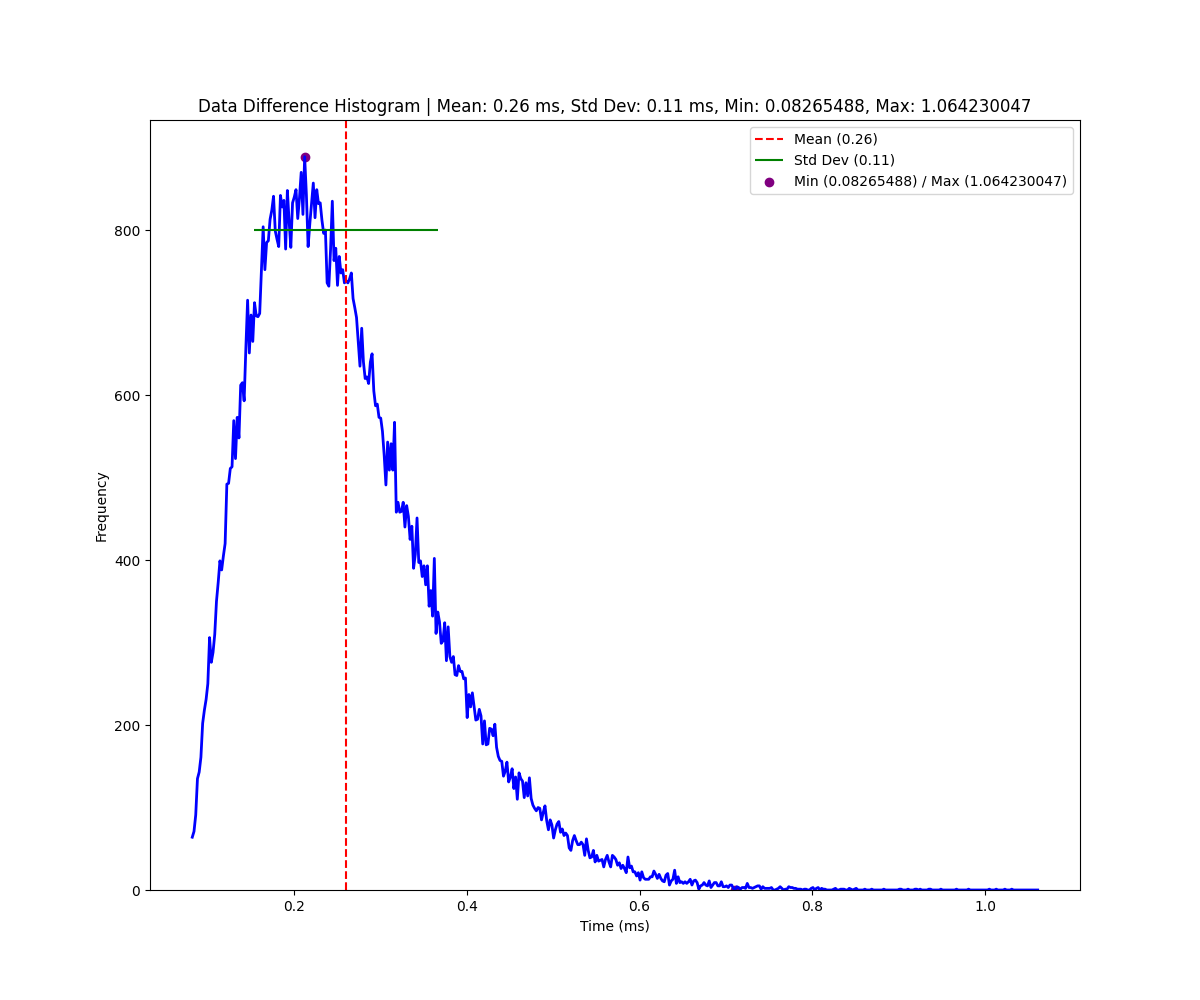 Data Difference Histogram | Mean: 0.26 ms, Std Dev: 0.11 ms, Min: 0.08265488, Max: 1.064230047
Mean (0.26)
Std Dev (0.11)
Min (0.08265488) / Max (1.064230047)
800
600
400
200
0
Frequency
0.2 0.4 0.6 0.8 1.0
Time (ms)